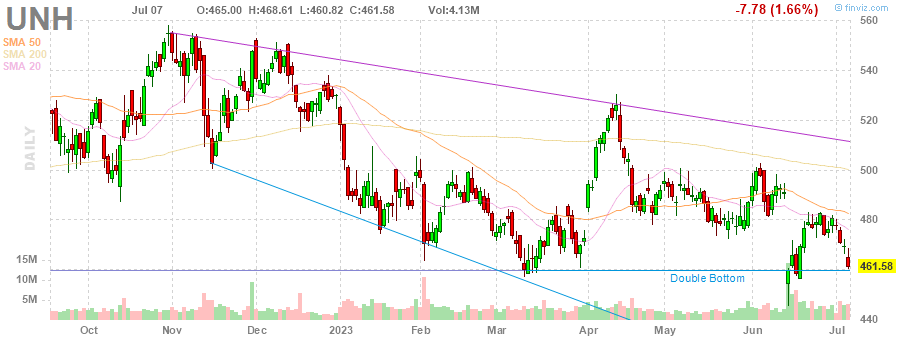 UNH
Jul 07 O:465.00 H:468.61 L:460.82 C:461.58 Vol:4.13M -7.78 (1.66%)
© finviz.com
SMA 50
SMA 200
SMA 20
DAILY
560
540
520
500
480
461.58
440
15M
10M
5M
Double Bottom
Oct Nov Dec 2023 Feb Mar Apr May Jun Jul